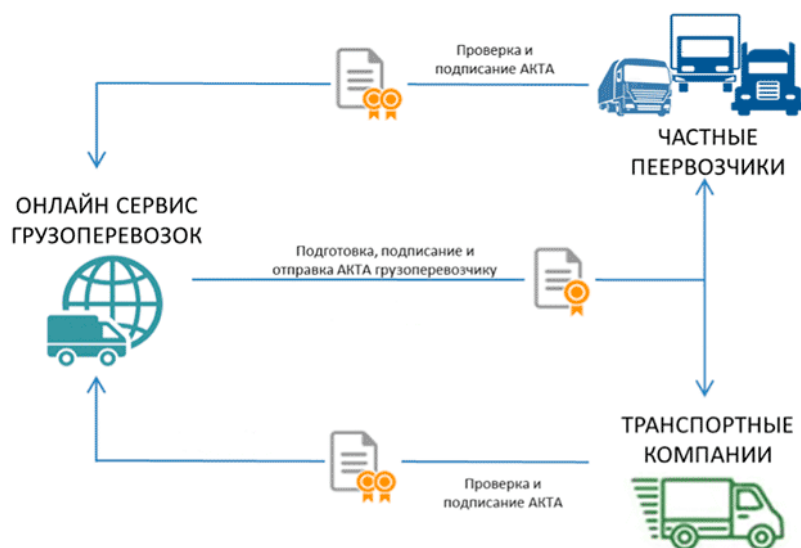 Проверка и
подписание АКТА
ЧАСТНЫЕ
ПЕЕРВОЗЧИКИ
ОНЛАЙН СЕРВИС
ГРУЗОПЕРЕВОЗОК
Подготовка, подписание и
отправка АКТА грузоперевозчику
ТРАНСПОРТНЫЕ
КОМПАНИИ
Проверка и
подписание АКТА